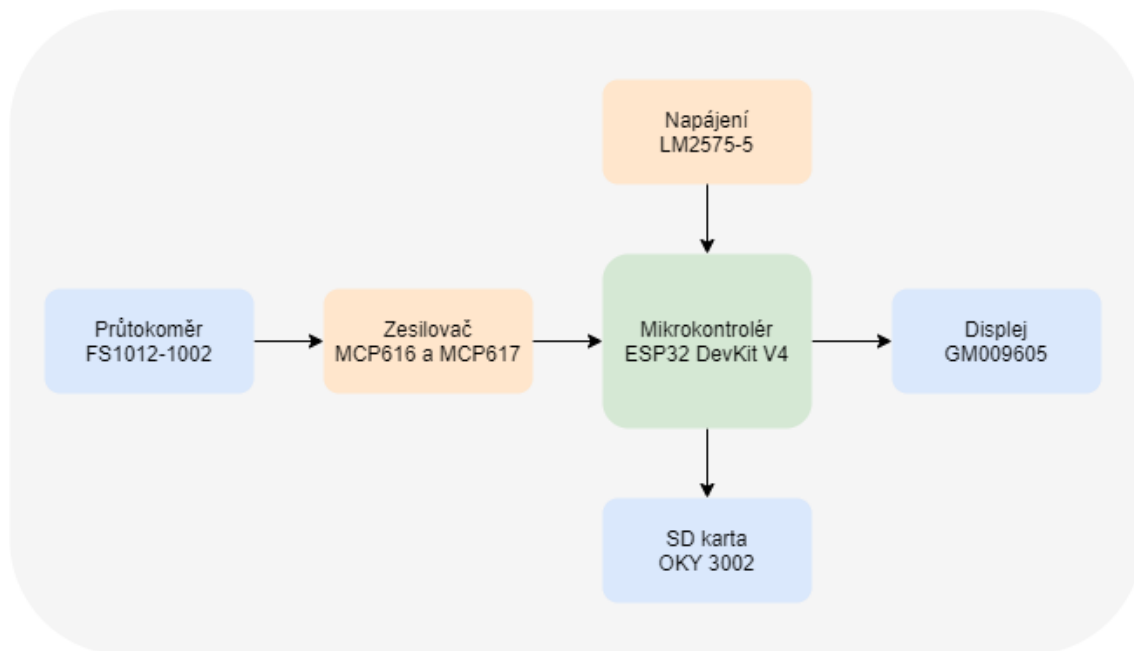 Napájení
LM2575-5
Průtokoměr
FS1012-1002
Zesilovač
MCP616 a MCP617
Mikrokontrolér
ESP32 DevKit V4
Displej
GM009605
SD karta
OKY 3002